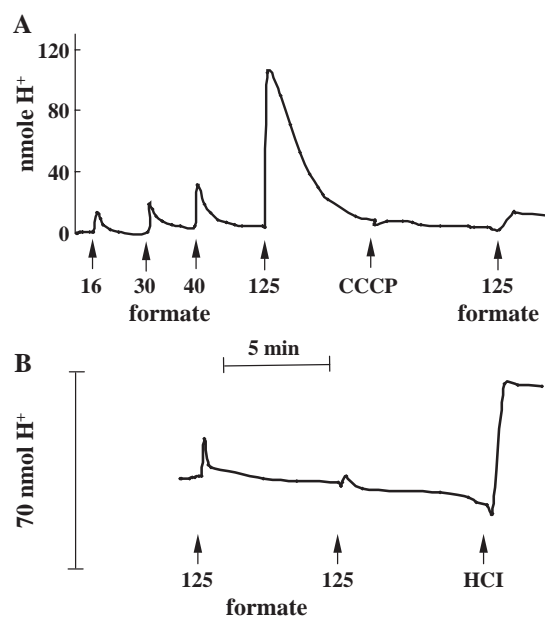 A
120
80
40
0
nmole H⁺
16 30 40 125 CCCP 125
formate formate
B
5 min
70 nmol H⁺
125 125 HCl
formate